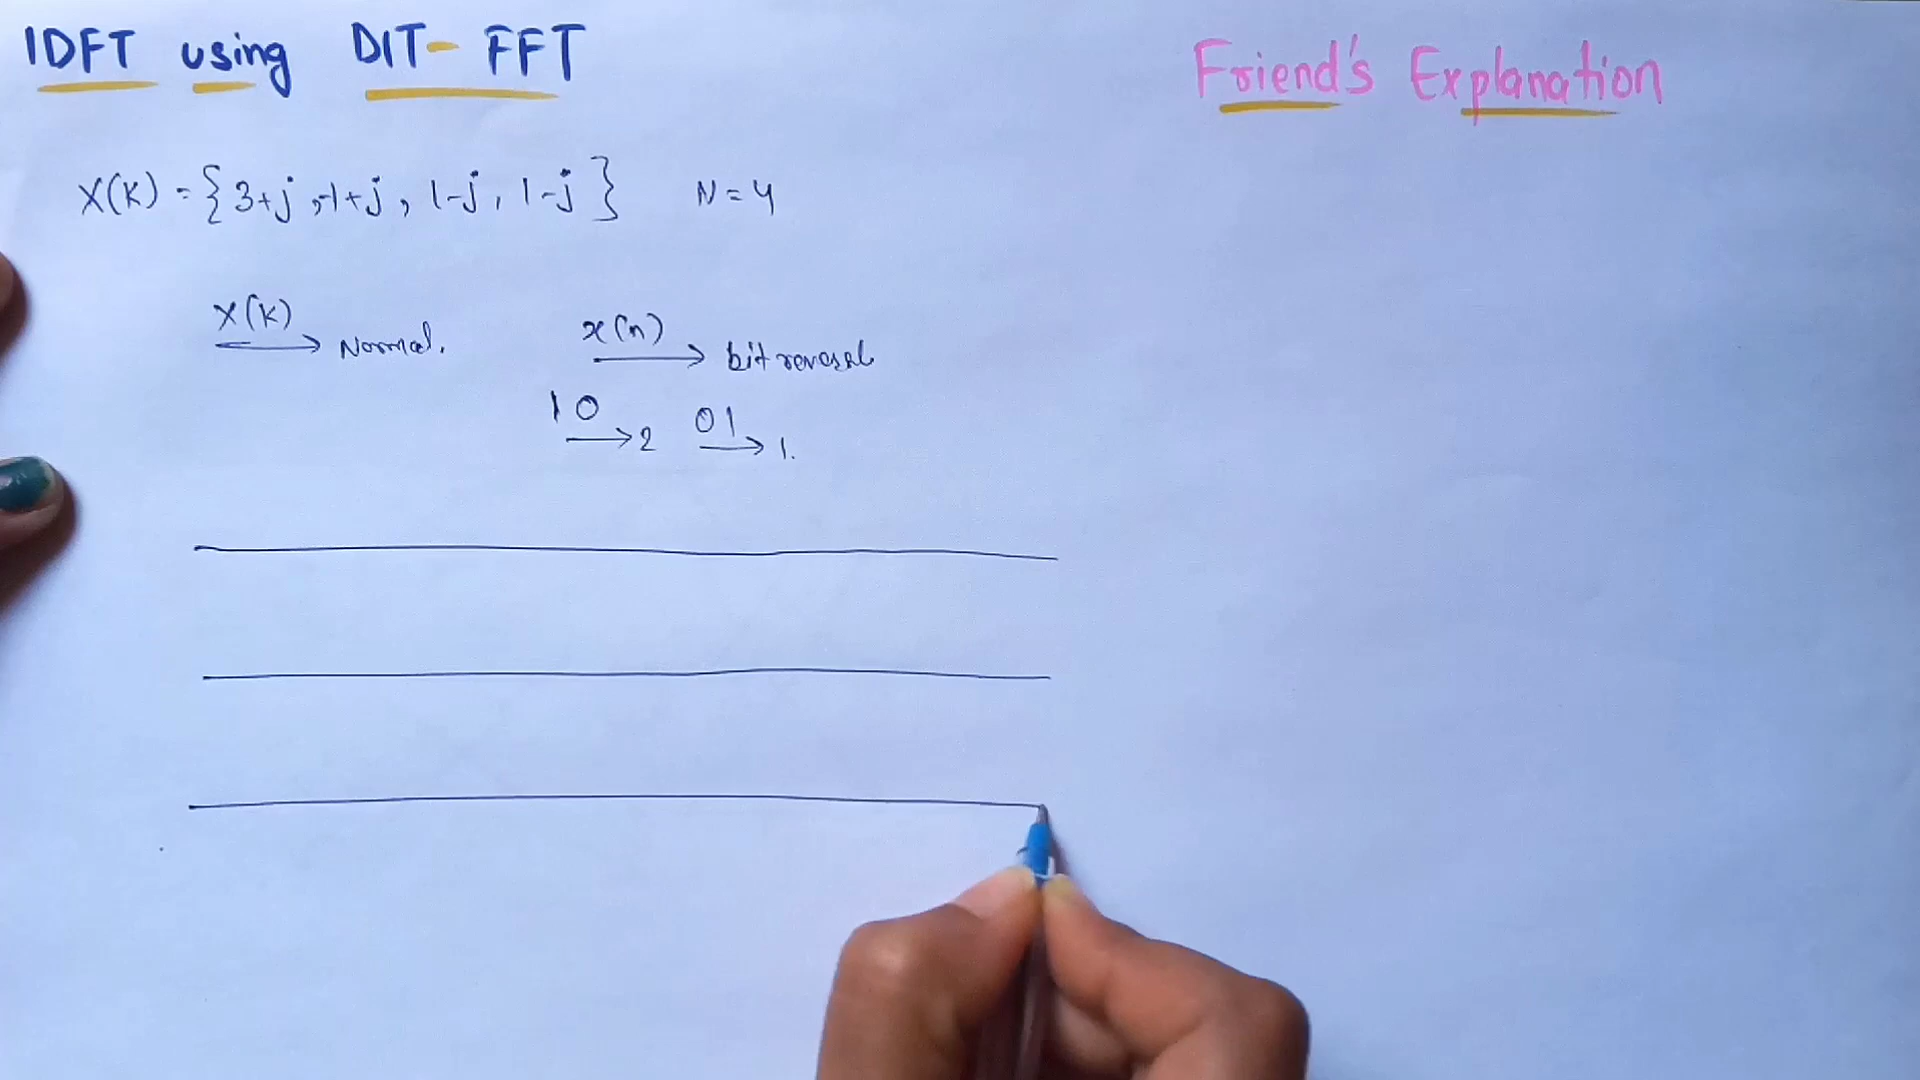 IDFT using DIT- FFT
Friend's Explanation
X(K) = {3+j ,-1+j, 1-j, 1-j} N=4
X(K) → Normal.
x(n) → bit reversal
10 → 2 01 → 1.